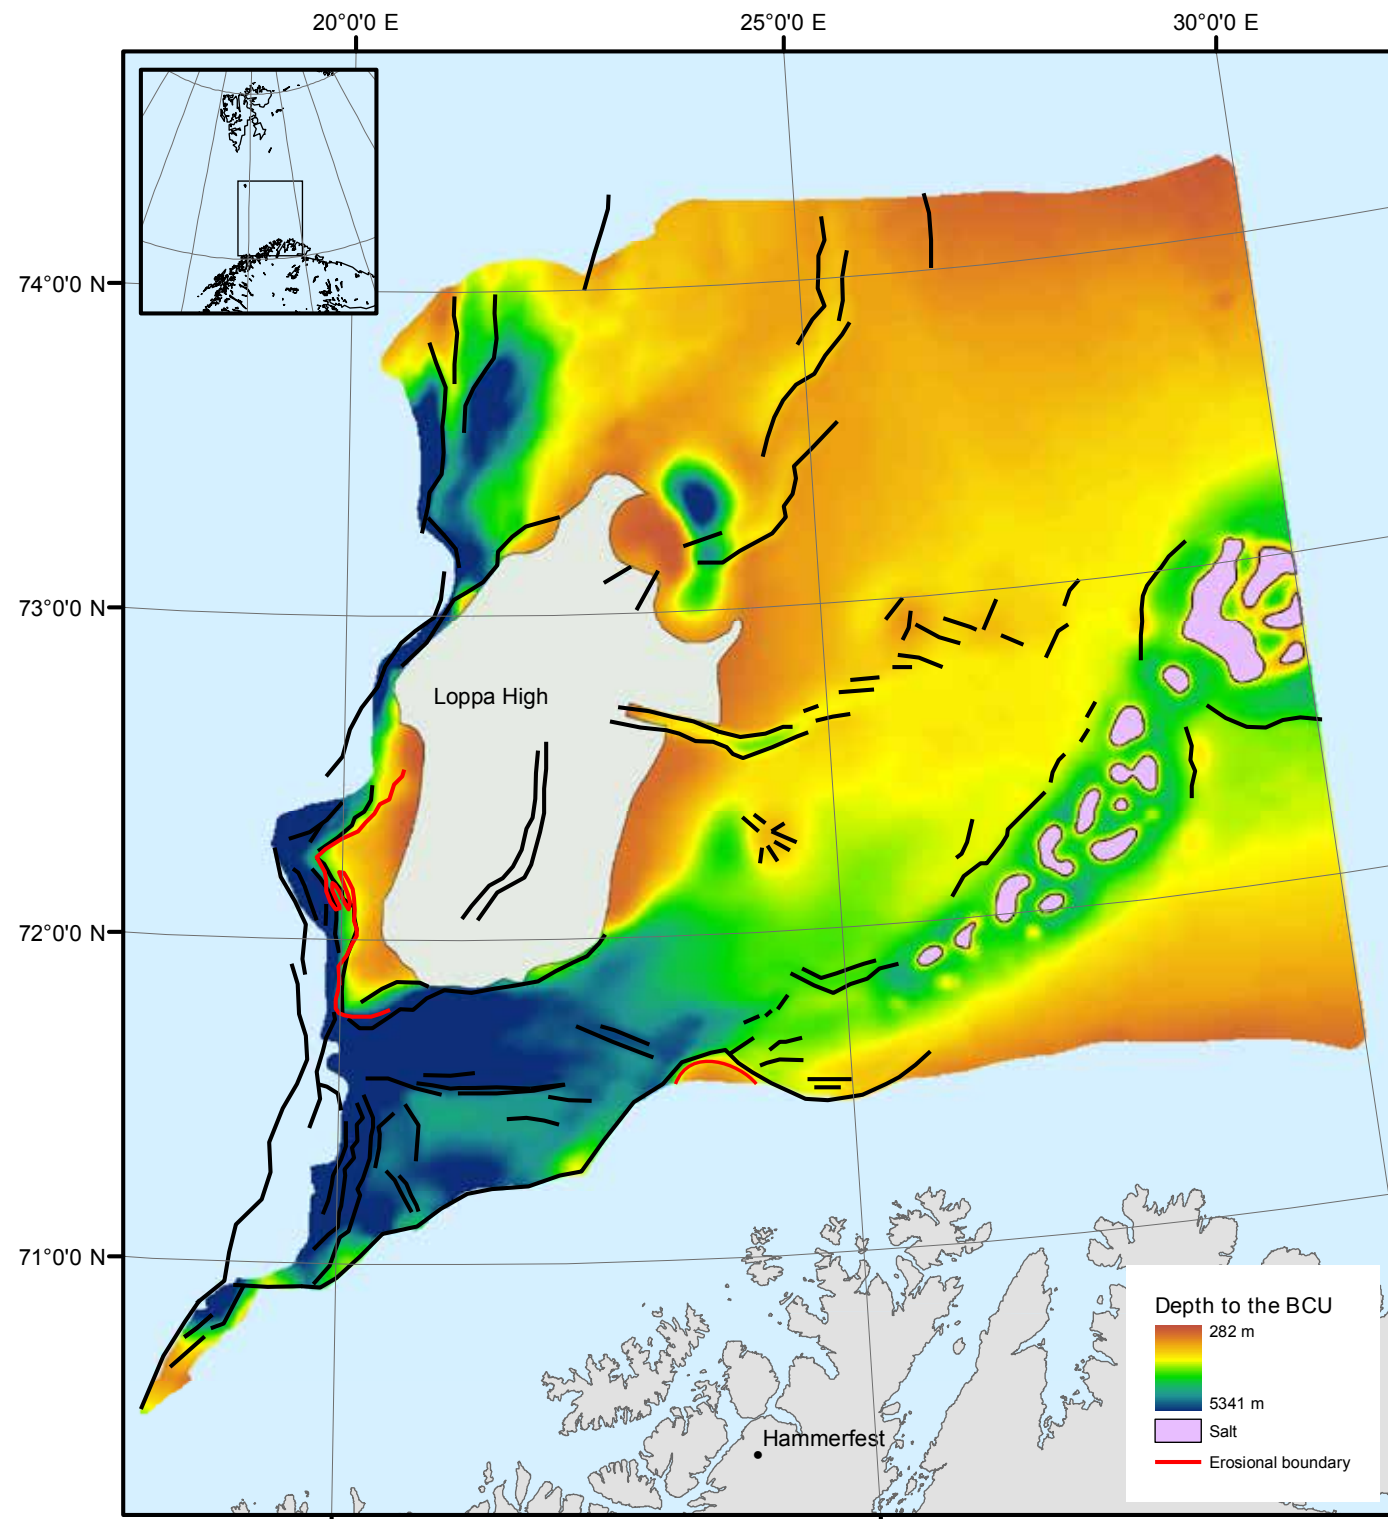 20°0'0 E
25°0'0 E
30°0'0 E
74°0'0 N
73°0'0 N
Loppa High
72°0'0 N
71°0'0 N
Depth to the BCU
282 m
5341 m
Salt
Erosional boundary
Hammerfest